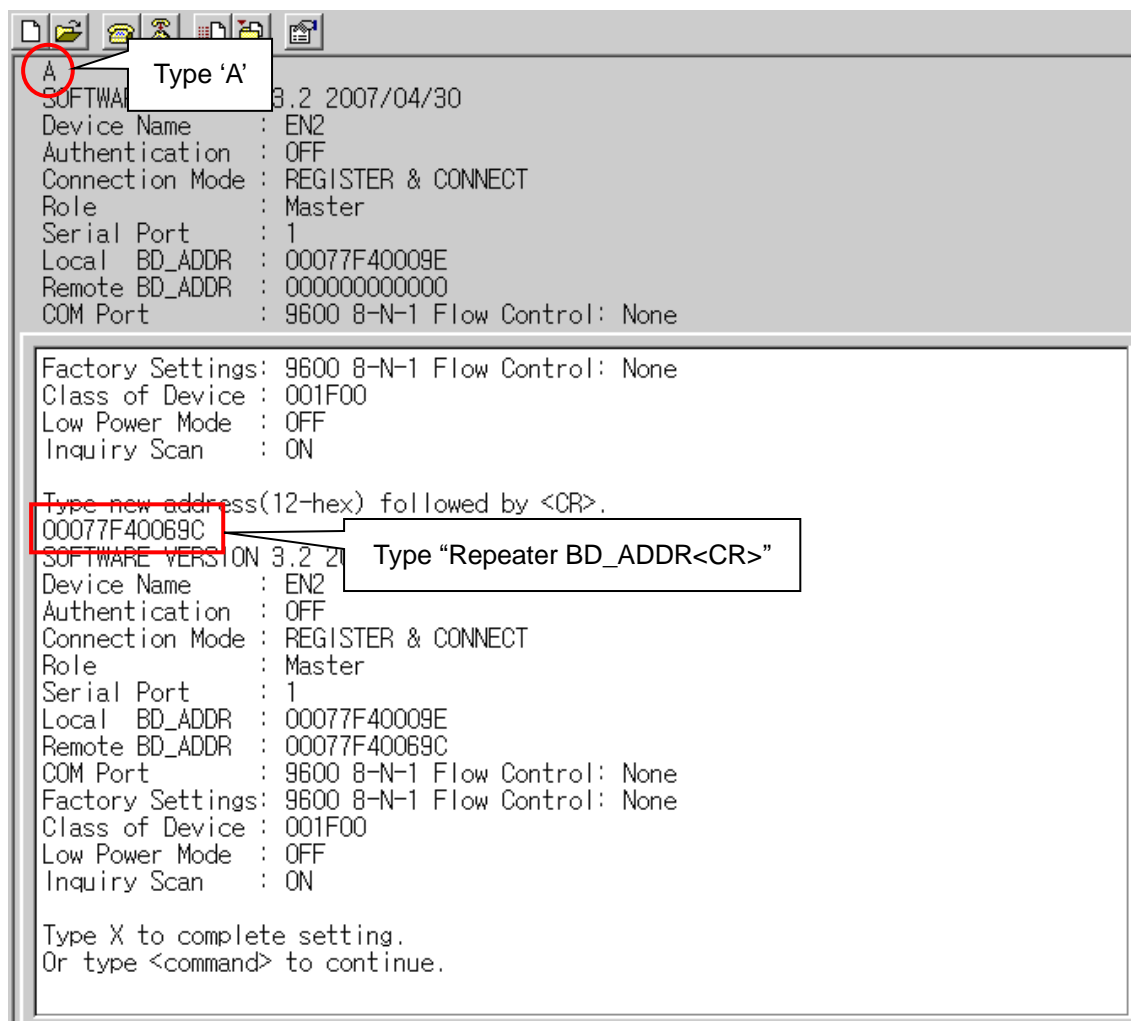 A
Type ‘A’
SOFTWAR 3.2 2007/04/30
Device Name : EN2
Authentication : OFF
Connection Mode : REGISTER & CONNECT
Role : Master
Serial Port : 1
Local BD_ADDR : 00077F40009E
Remote BD_ADDR : 000000000000
COM Port : 9600 8-N-1 Flow Control: None
Factory Settings: 9600 8-N-1 Flow Control: None
Class of Device : 001F00
Low Power Mode : OFF
Inquiry Scan : ON
Type new address(12-hex) followed by <CR>.
00077F40069C
Type “Repeater BD_ADDR<CR>”
SOFTWARE VERSION 3.2 2
Device Name : EN2
Authentication : OFF
Connection Mode : REGISTER & CONNECT
Role : Master
Serial Port : 1
Local BD_ADDR : 00077F40009E
Remote BD_ADDR : 00077F40069C
COM Port : 9600 8-N-1 Flow Control: None
Factory Settings: 9600 8-N-1 Flow Control: None
Class of Device : 001F00
Low Power Mode : OFF
Inquiry Scan : ON
Type X to complete setting.
Or type <command> to continue.